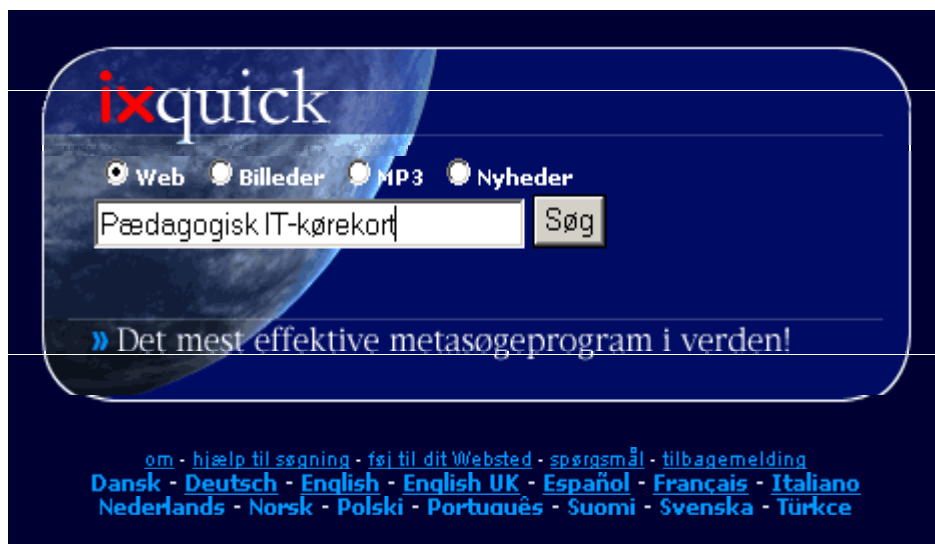 ixquick
Web Billeder MP3 Nyheder
Pædagogisk IT-kørekort Søg
» Det mest effektive metasøgeprogram i verden!
om - hjælp til søgning - føj til dit Websted - spørgsmål - tilbagemelding
Dansk - Deutsch - English - English UK - Español - Français - Italiano
Nederlands - Norsk - Polski - Português - Suomi - Svenska - Türkce